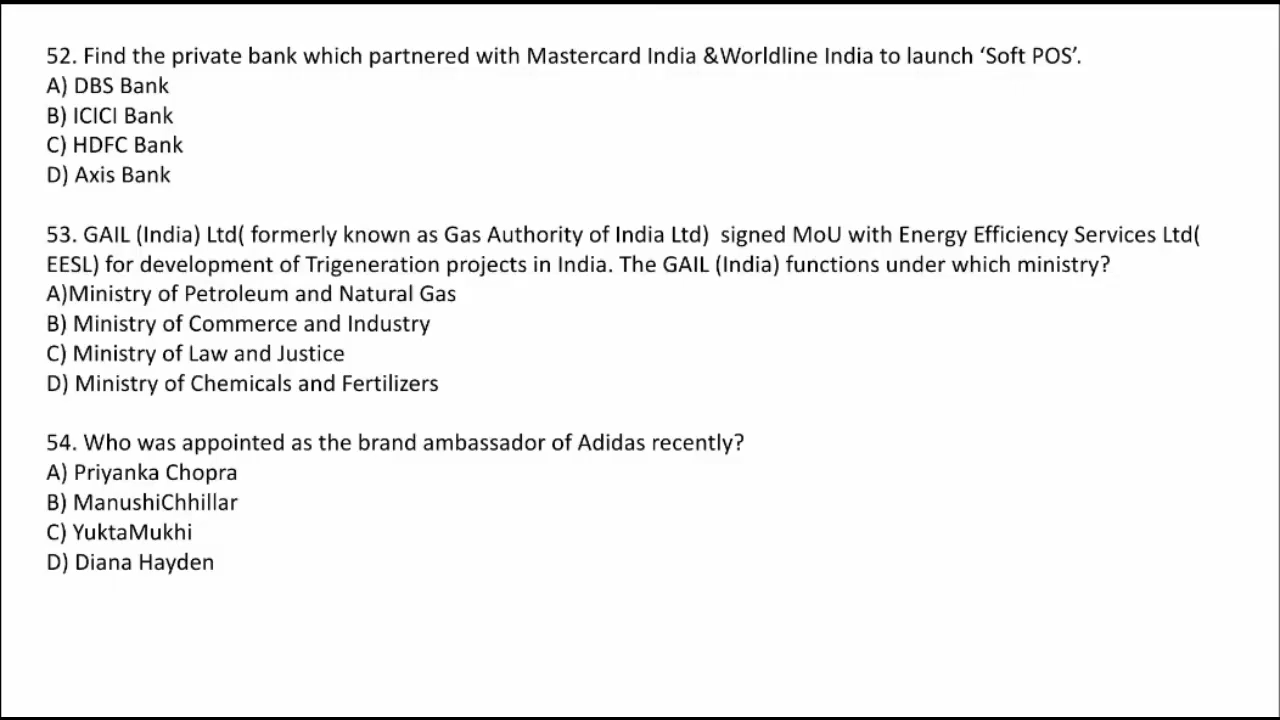 52. Find the private bank which partnered with Mastercard India &Worldline India to launch ‘Soft POS’.
A) DBS Bank
B) ICICI Bank
C) HDFC Bank
D) Axis Bank
53. GAIL (India) Ltd( formerly known as Gas Authority of India Ltd)  signed MoU with Energy Efficiency Services Ltd(
EESL) for development of Trigeneration projects in India. The GAIL (India) functions under which ministry?
A)Ministry of Petroleum and Natural Gas
B) Ministry of Commerce and Industry
C) Ministry of Law and Justice
D) Ministry of Chemicals and Fertilizers
54. Who was appointed as the brand ambassador of Adidas recently?
A) Priyanka Chopra
B) ManushiChhillar
C) YuktaMukhi
D) Diana Hayden